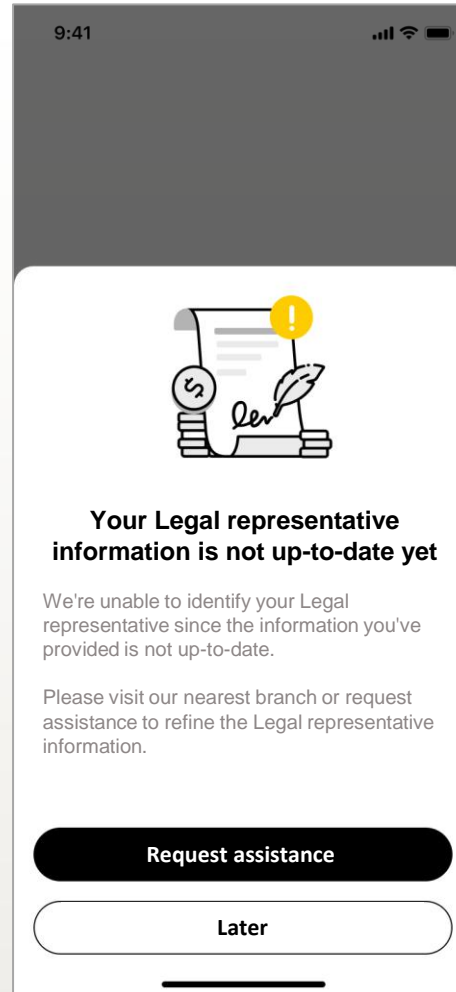 9:41
Your Legal representative
information is not up-to-date yet
We're unable to identify your Legal
representative since the information you've
provided is not up-to-date.
Please visit our nearest branch or request
assistance to refine the Legal representative
information.
Request assistance
Later